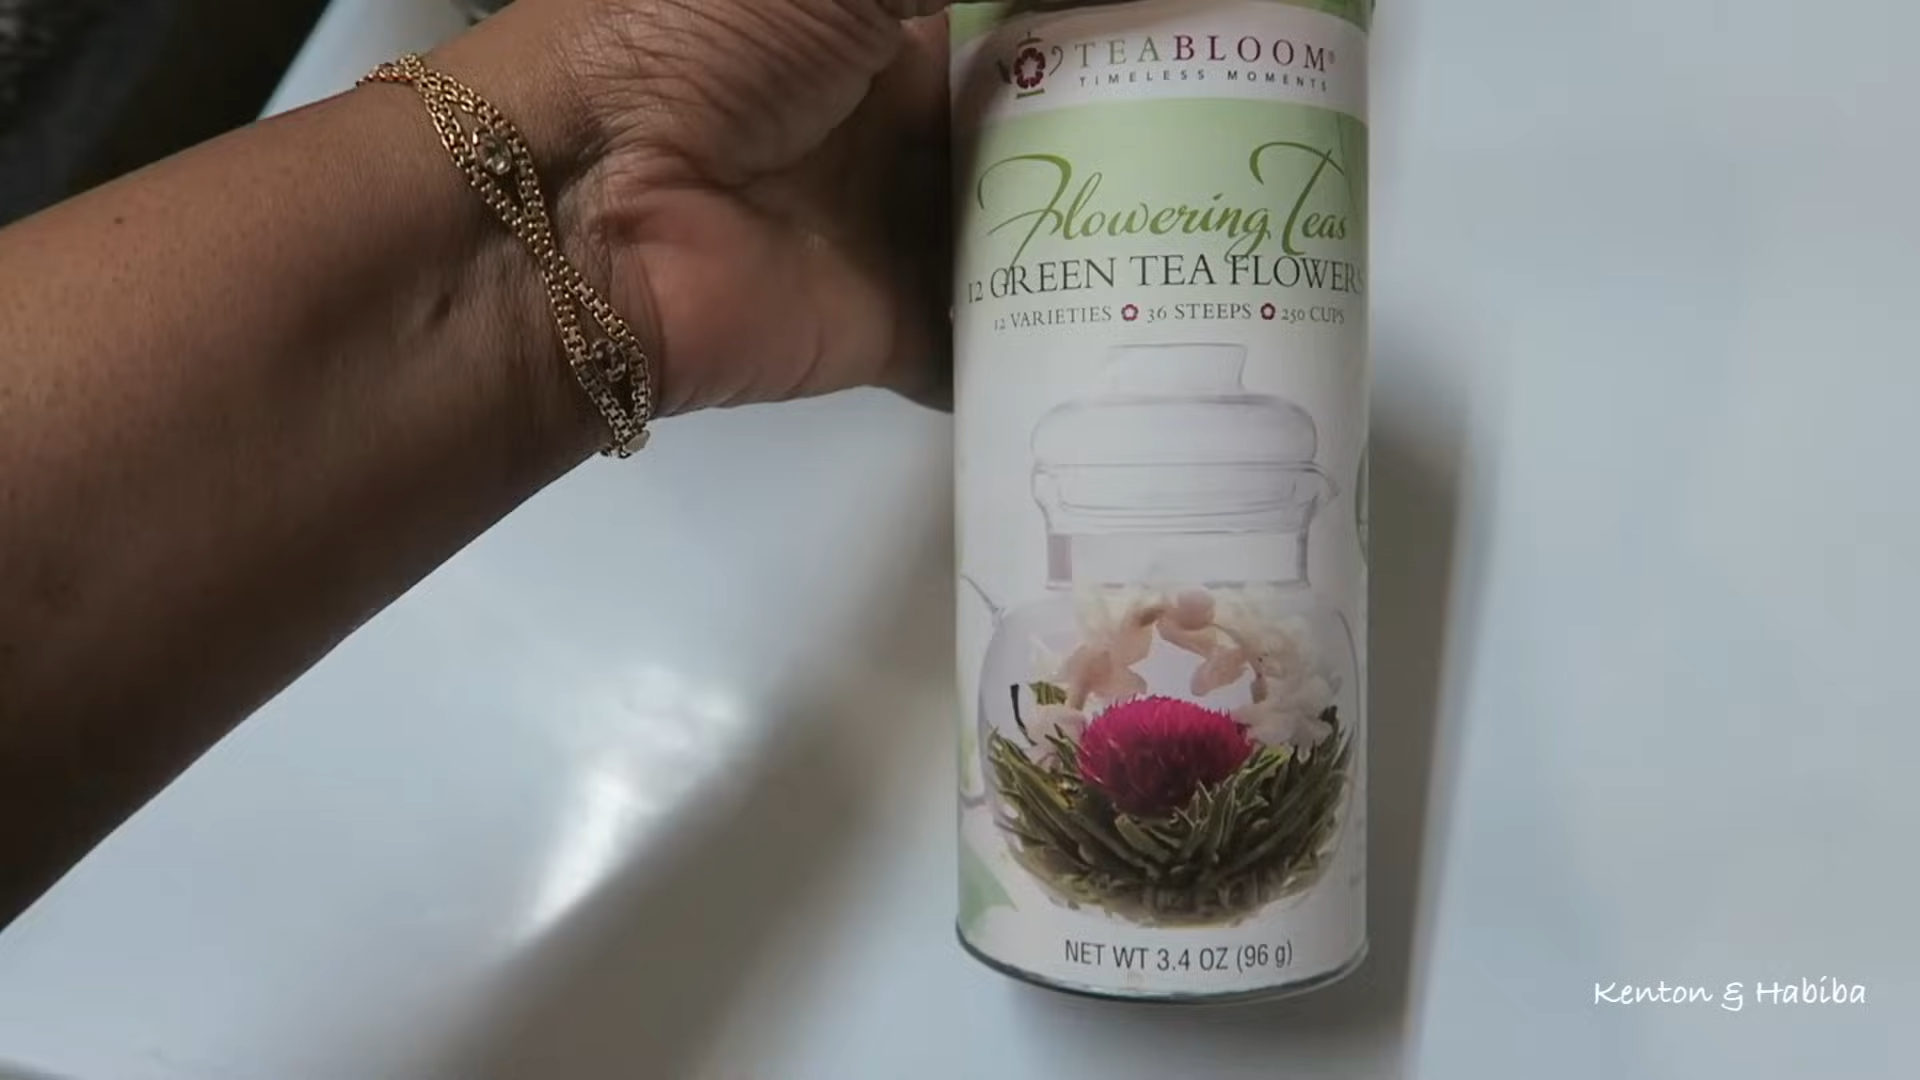 TEABLOOM®
TIMELESS MOMENTS
Flowering Teas
12 GREEN TEA FLOWERS
12 VARIETIES 36 STEEPS 250 CUPS
NET WT 3.4 OZ (96 g)
Kenton & Habiba